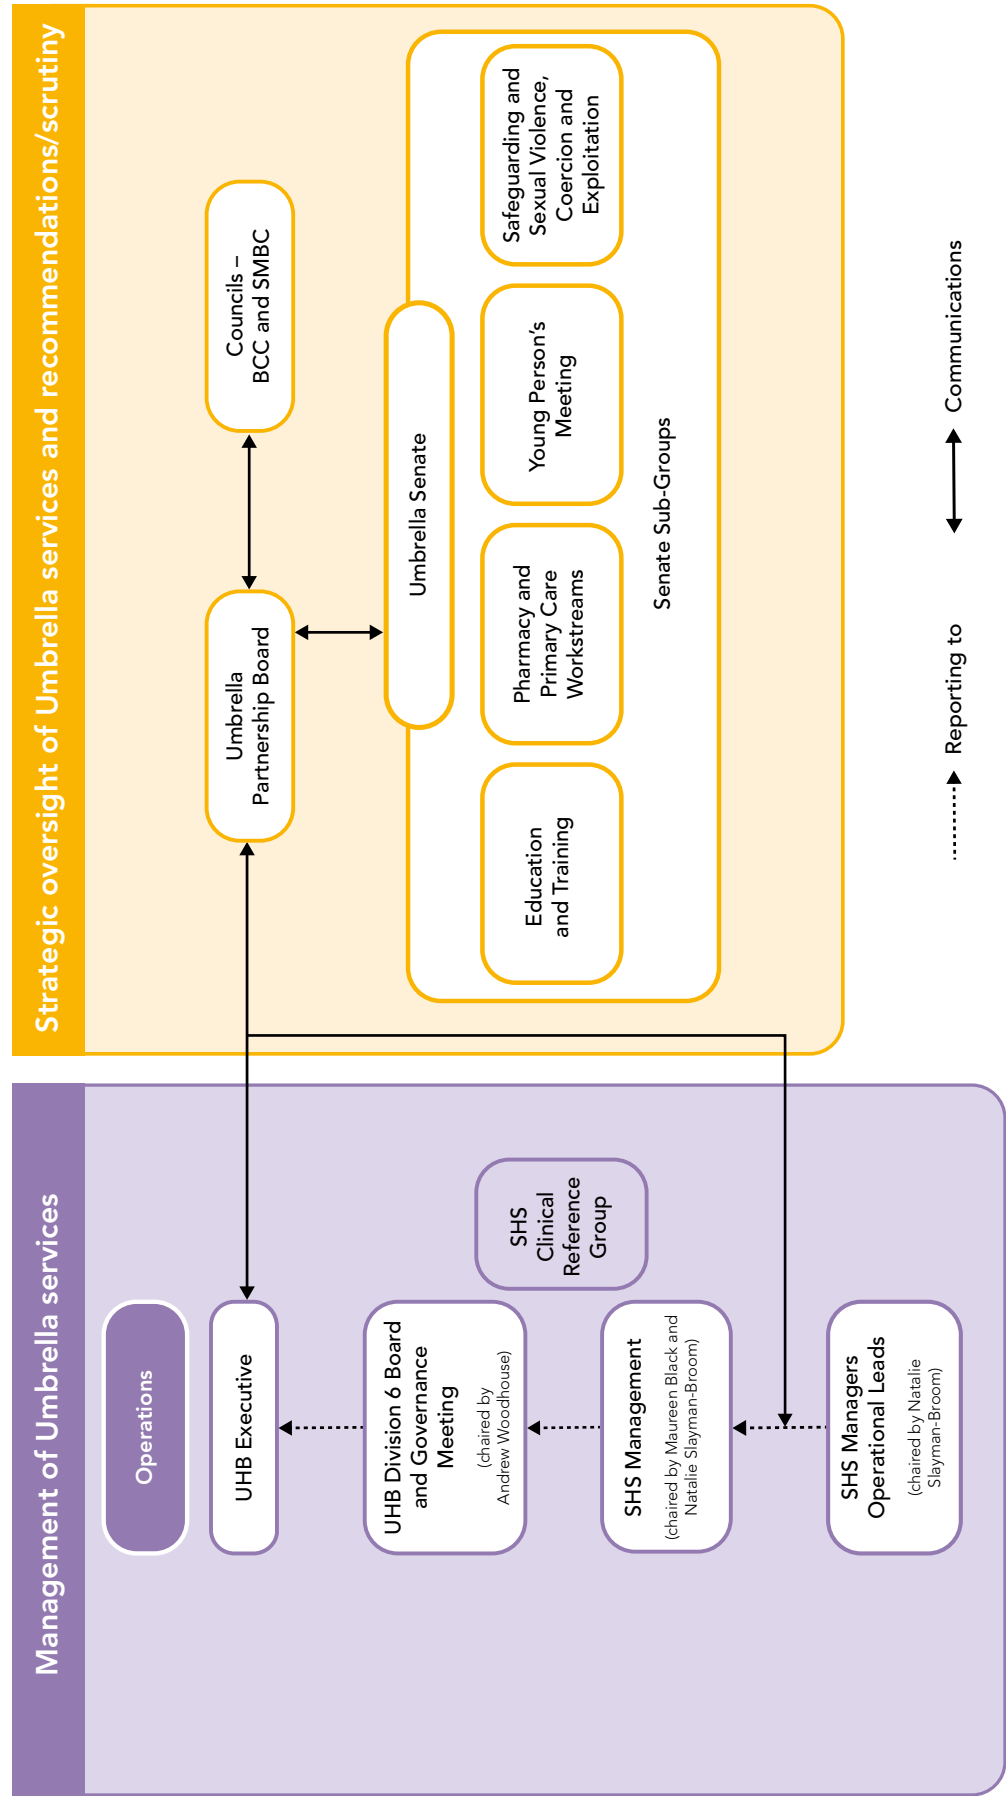 Management of Umbrella services
Operations
UHB Executive
UHB Division 6 Board
and Governance
Meeting
(chaired by
Andrew Woodhouse)
SHS Management
(chaired by Maureen Black and
Natalie Slayman-Broom)
SHS Managers
Operational Leads
(chaired by Natalie
Slayman-Broom)
SHS
Clinical
Reference
Group
Strategic oversight of Umbrella services and recommendations/scrutiny
Umbrella
Partnership Board
Councils –
BCC and SMBC
Umbrella Senate
Education
and Training
Pharmacy and
Primary Care
Workstreams
Young Person’s
Meeting
Safeguarding and
Sexual Violence,
Coercion and
Exploitation
Senate Sub-Groups
Reporting to
Communications